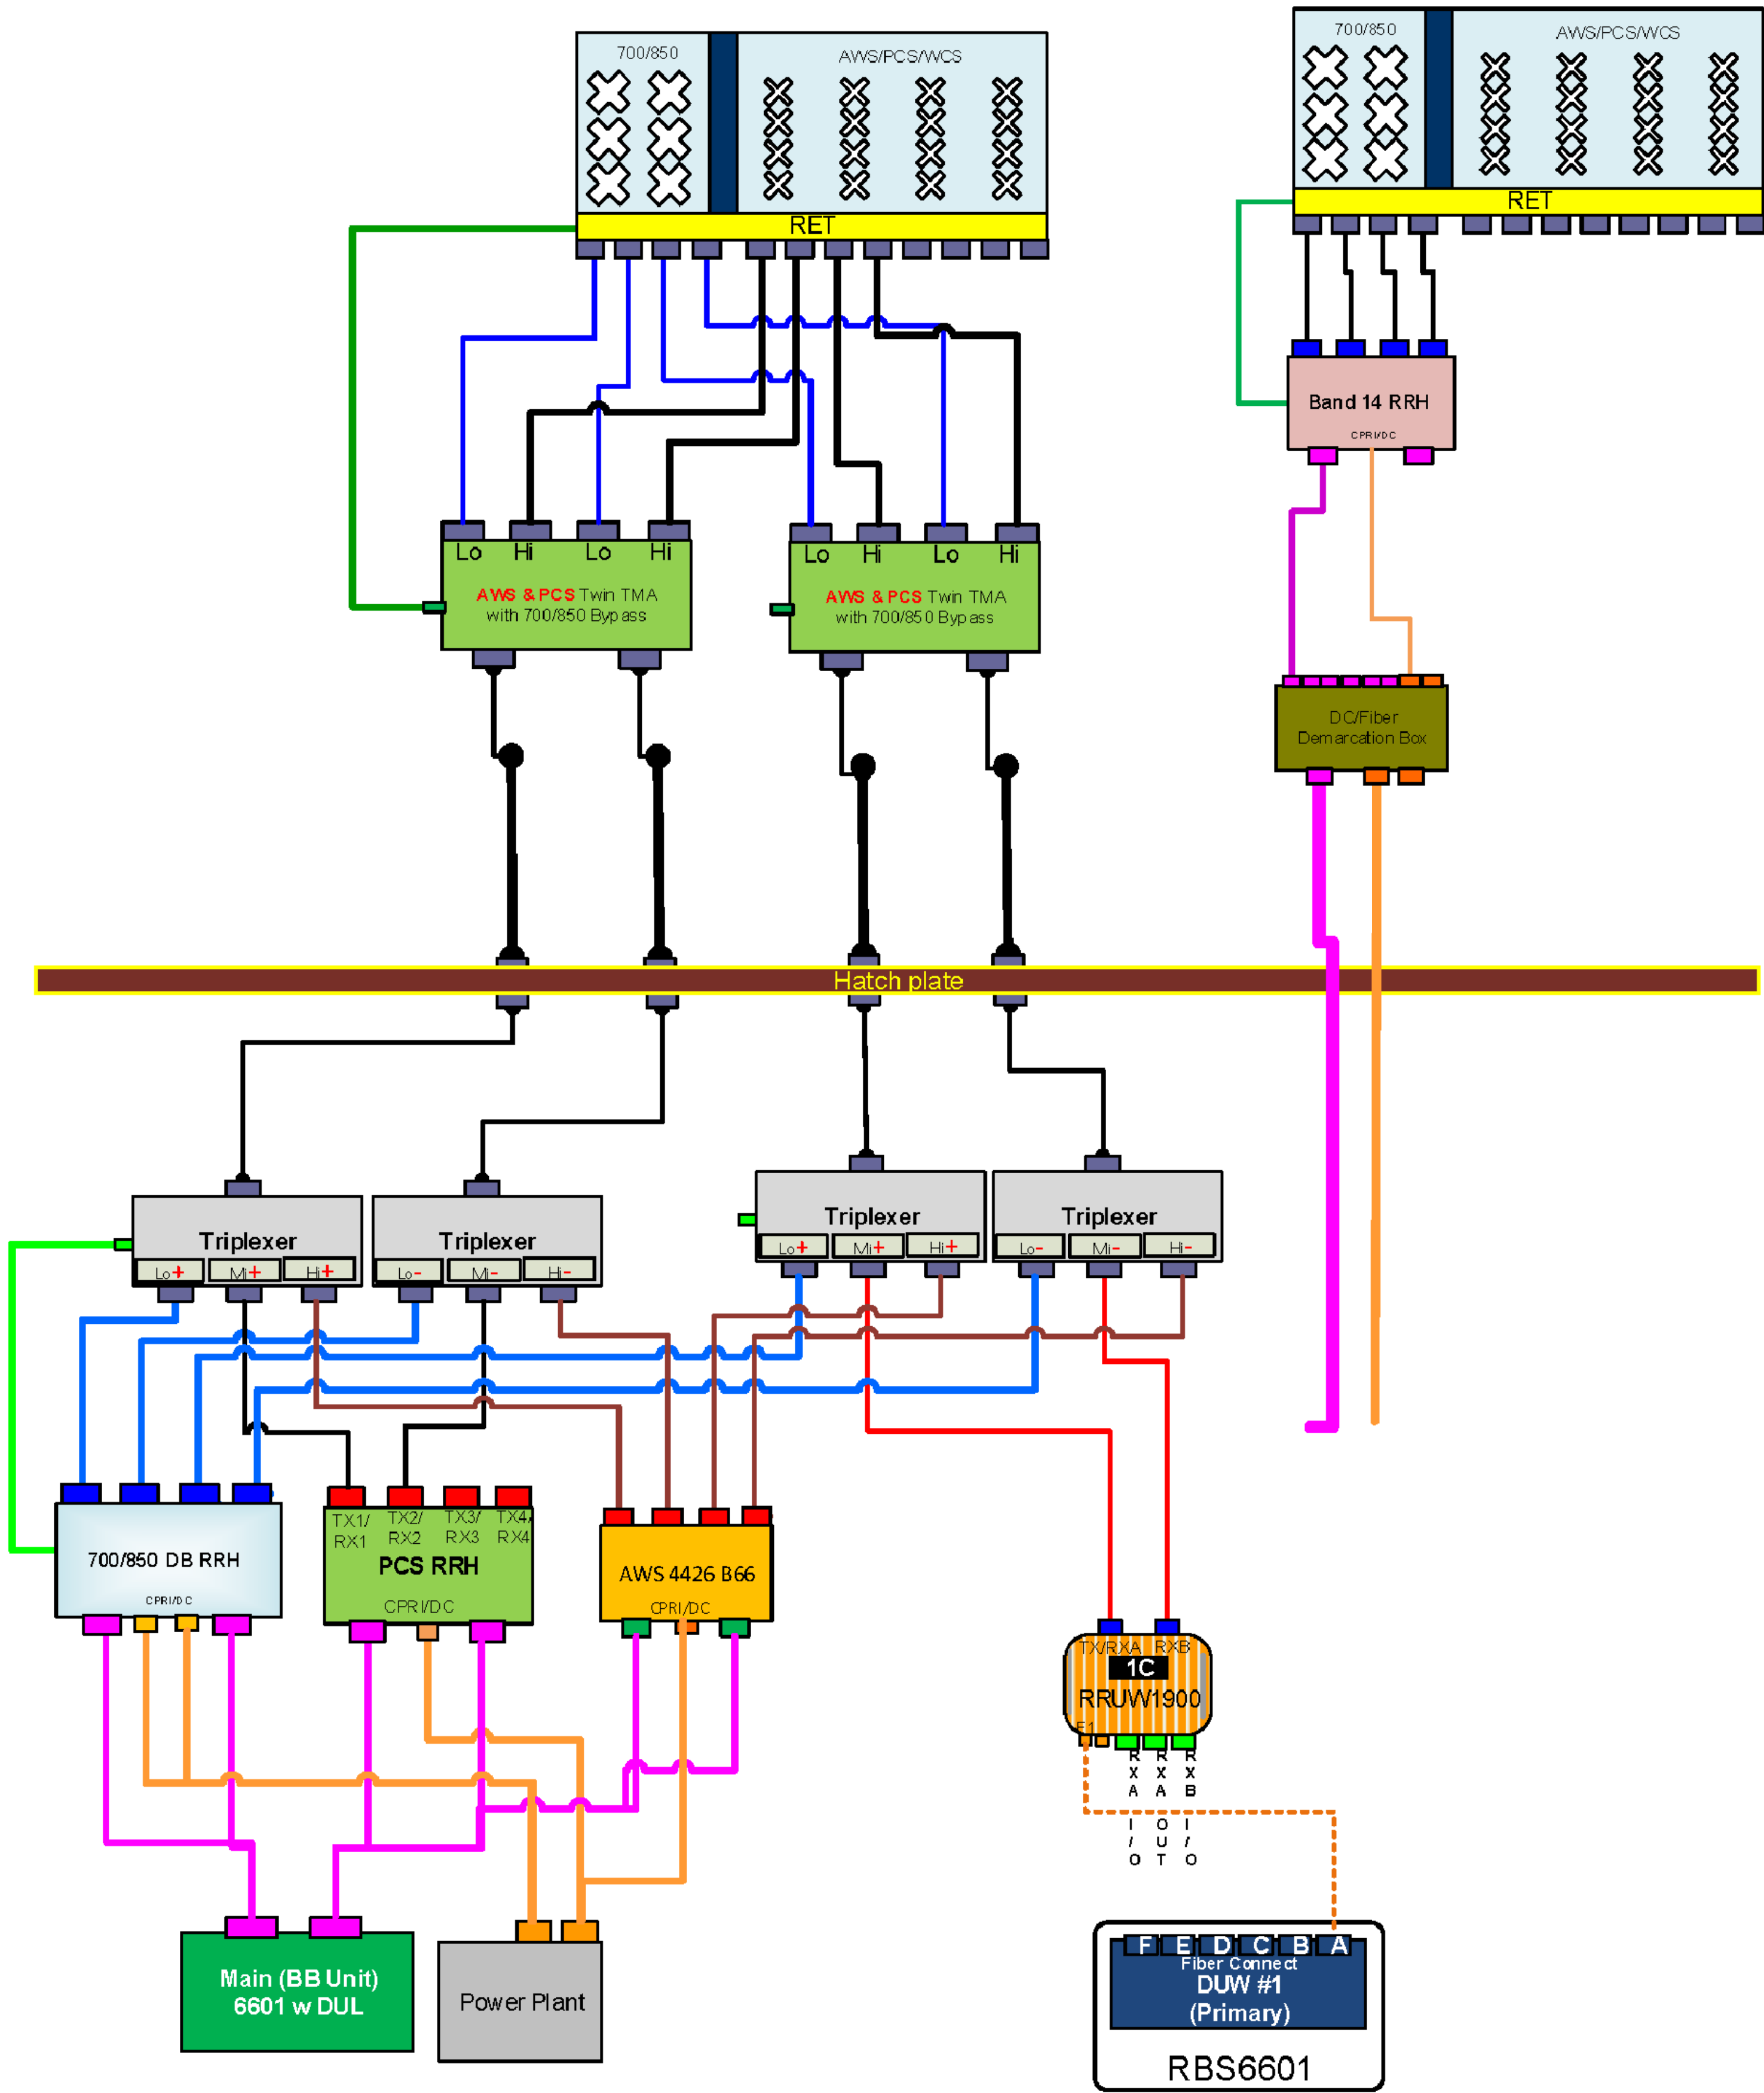 700/850
AWS/PCS/WCS
RET
700/850
AWS/PCS/WCS
RET
Band 14 RRH
CPRI/DC
Lo Hi Lo Hi
AWS & PCS Twin TMA
with 700/850 Bypass
Lo Hi Lo Hi
AWS & PCS Twin TMA
with 700/850 Bypass
DC/Fiber
Demarcation Box
Hatch plate
Triplexer
Lo+ Mi+ Hi+
Triplexer
Lo- Mi- Hi-
Triplexer
Lo+ Mi+ Hi+
Triplexer
Lo- Mi- Hi-
700/850 DB RRH
CPRI/DC
TX1/ TX2/ TX3/ TX4/
RX1 RX2 RX3 RX4
PCS RRH
CPRI/DC
AWS 4426 B66
CPRI/DC
TX/RXA RXB
1C
RRUW1900
F1
RXA I/O
RXA OUT
RXB I/O
Main (BB Unit)
6601 w DUL
Power Plant
F E D C B A
Fiber Connect
DUW #1
(Primary)
RBS6601